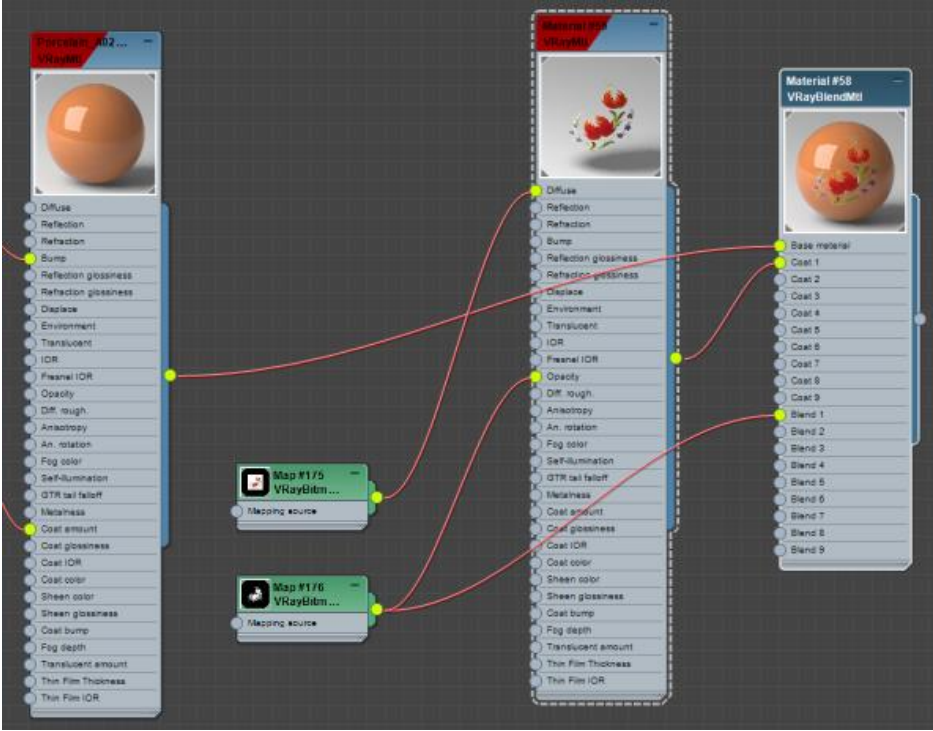 Porcelain_A02...
VRayMtl
Diffuse
Reflection
Refraction
Bump
Reflection glossiness
Refraction glossiness
Displace
Environment
Translucent
IOR
Fresnel IOR
Opacity
Diff. rough.
Anisotropy
An. rotation
Fog color
Self-Illumination
GTR tail falloff
Metalness
Coat amount
Coat glossiness
Coat IOR
Coat color
Sheen color
Sheen glossiness
Coat bump
Fog depth
Translucent amount
Thin Film Thickness
Thin Film IOR
Map #175
VRayBitm...
Mapping source
Map #176
VRayBitm...
Mapping source
Material #59
VRayMtl
Diffuse
Reflection
Refraction
Bump
Reflection glossiness
Refraction glossiness
Displace
Environment
Translucent
IOR
Fresnel IOR
Opacity
Diff. rough.
Anisotropy
An. rotation
Fog color
Self-Illumination
GTR tail falloff
Metalness
Coat amount
Coat glossiness
Coat IOR
Coat color
Sheen color
Sheen glossiness
Coat bump
Fog depth
Translucent amount
Thin Film Thickness
Thin Film IOR
Material #58
VRayBlendMtl
Base material
Coat 1
Coat 2
Coat 3
Coat 4
Coat 5
Coat 6
Coat 7
Coat 8
Coat 9
Blend 1
Blend 2
Blend 3
Blend 4
Blend 5
Blend 6
Blend 7
Blend 8
Blend 9